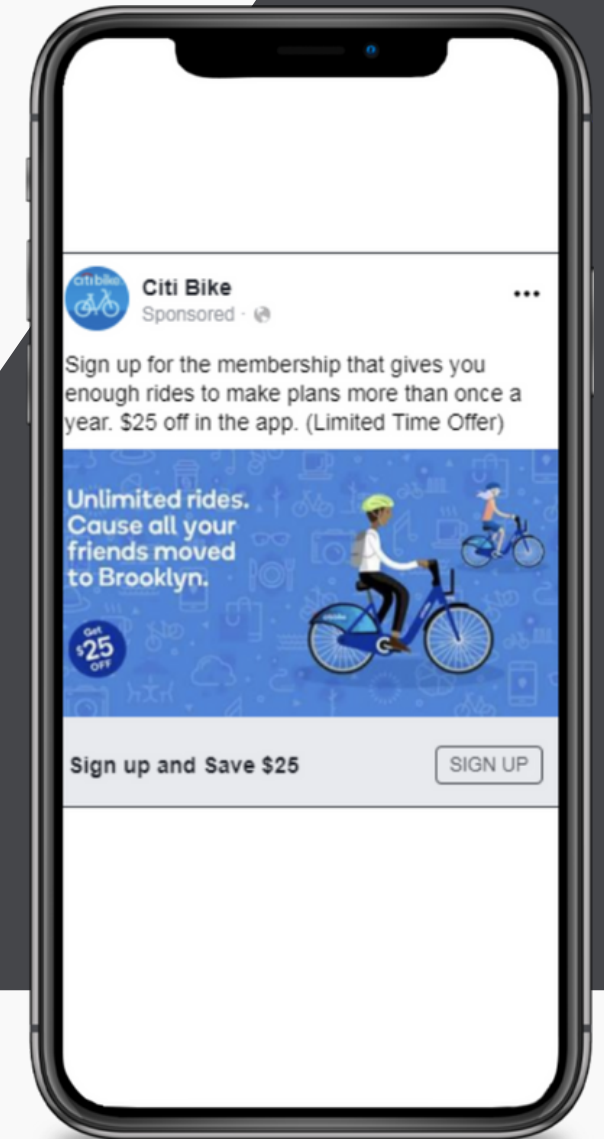 citibike
Citi Bike
Sponsored ·
Sign up for the membership that gives you
enough rides to make plans more than once a
year. $25 off in the app. (Limited Time Offer)
Unlimited rides.
Cause all your
friends moved
to Brooklyn.
Get
$25
OFF
Sign up and Save $25
SIGN UP